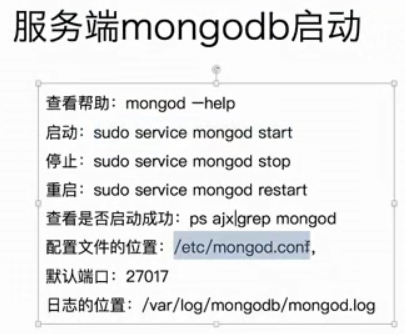 服务端mongodb启动
查看帮助：mongod —help
启动：sudo service mongod start
停止：sudo service mongod stop
重启：sudo service mongod restart
查看是否启动成功：ps ajx|grep mongod
配置文件的位置：/etc/mongod.conf，
默认端口：27017
日志的位置：/var/log/mongodb/mongod.log